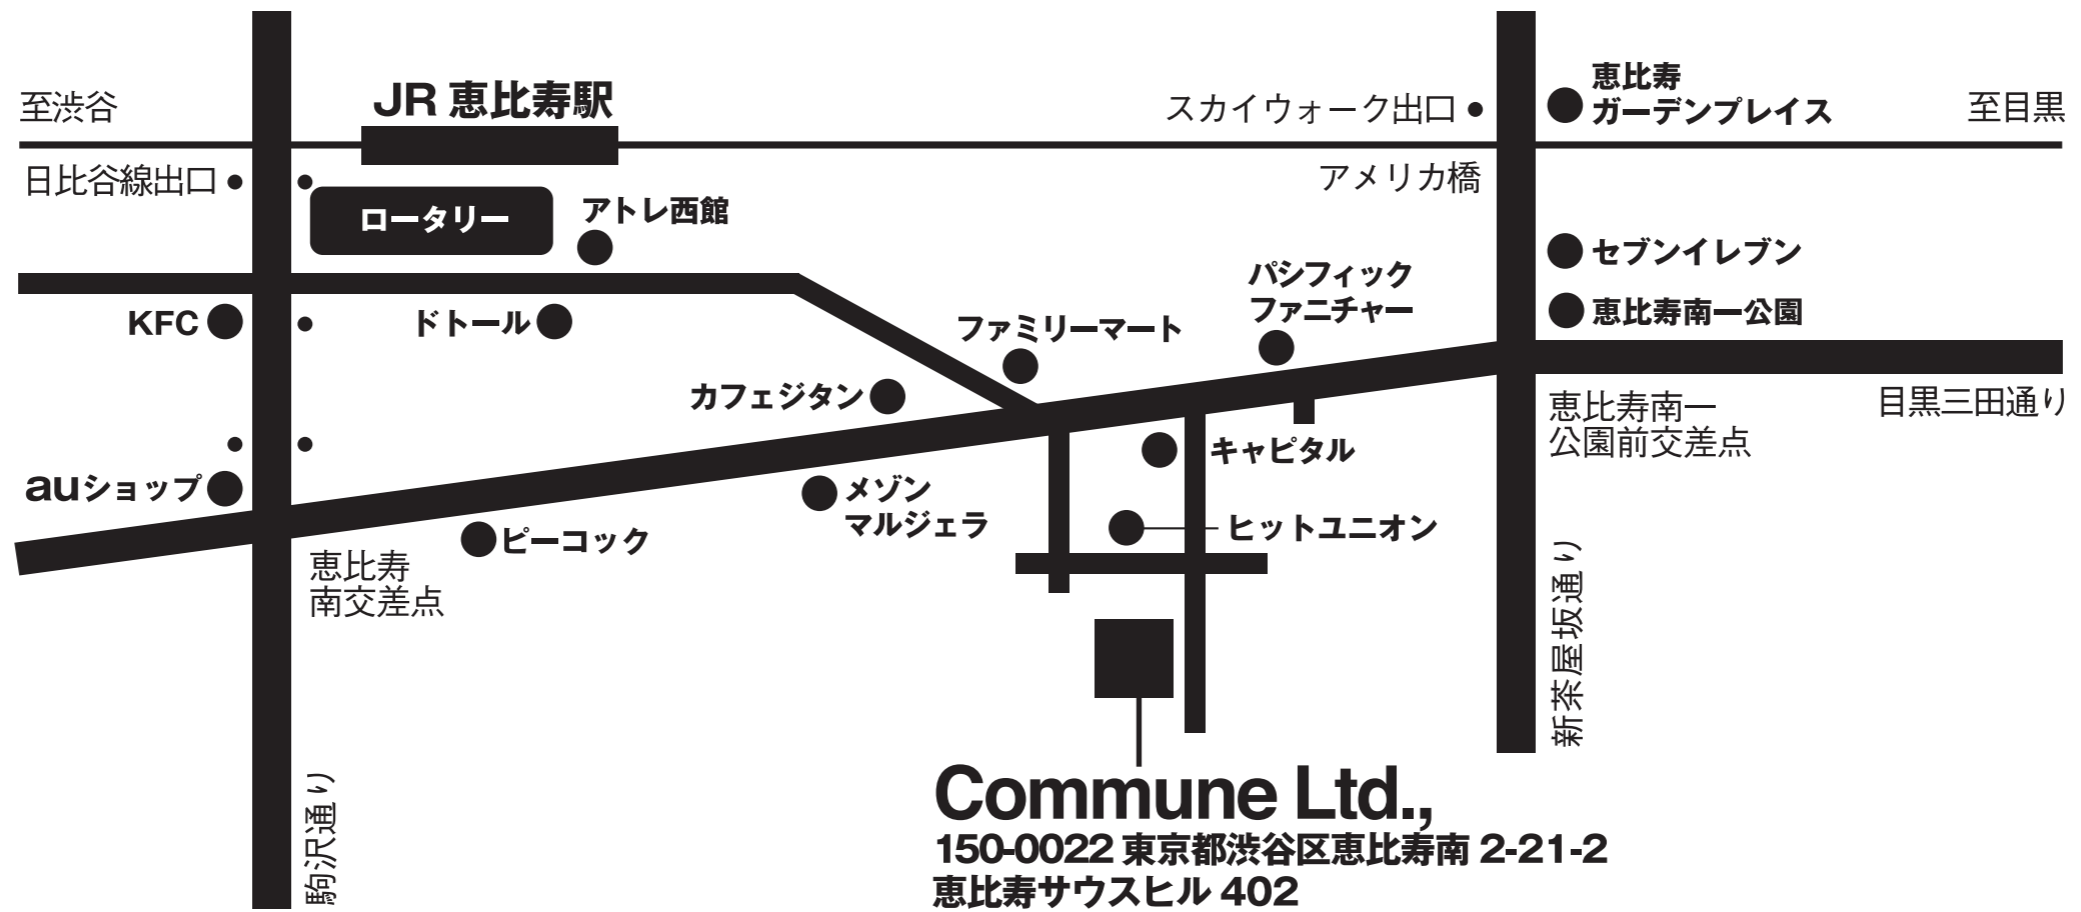 至渋谷
JR 恵比寿駅
スカイウォーク出口
恵比寿
ガーデンプレイス
至目黒
日比谷線出口
アメリカ橋
ロータリー
アトレ西館
セブンイレブン
パシフィック
ファニチャー
恵比寿南一公園
KFC
ドトール
ファミリーマート
カフェジタン
恵比寿南一
公園前交差点
目黒三田通り
キャピタル
auショップ
メゾン
マルジェラ
ヒットユニオン
ピーコック
恵比寿
南交差点
新茶屋坂通り
駒沢通り
Commune Ltd.,
150-0022 東京都渋谷区恵比寿南 2-21-2
恵比寿サウスヒル 402